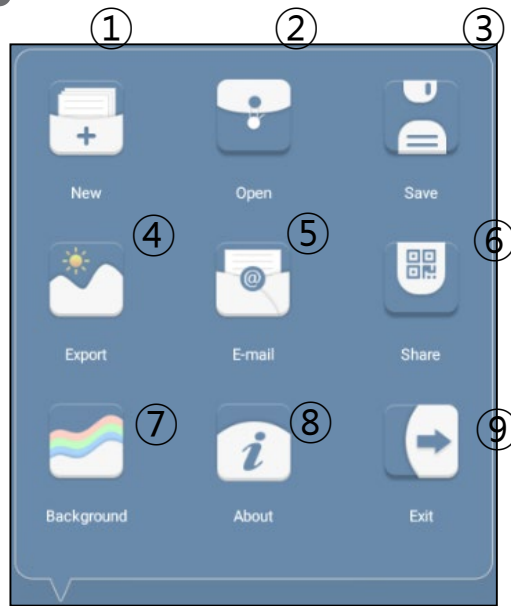 ① ② ③
New Open Save
④ ⑤ ⑥
@
Export E-mail Share
⑦ ⑧ ⑨
i
Background About Exit